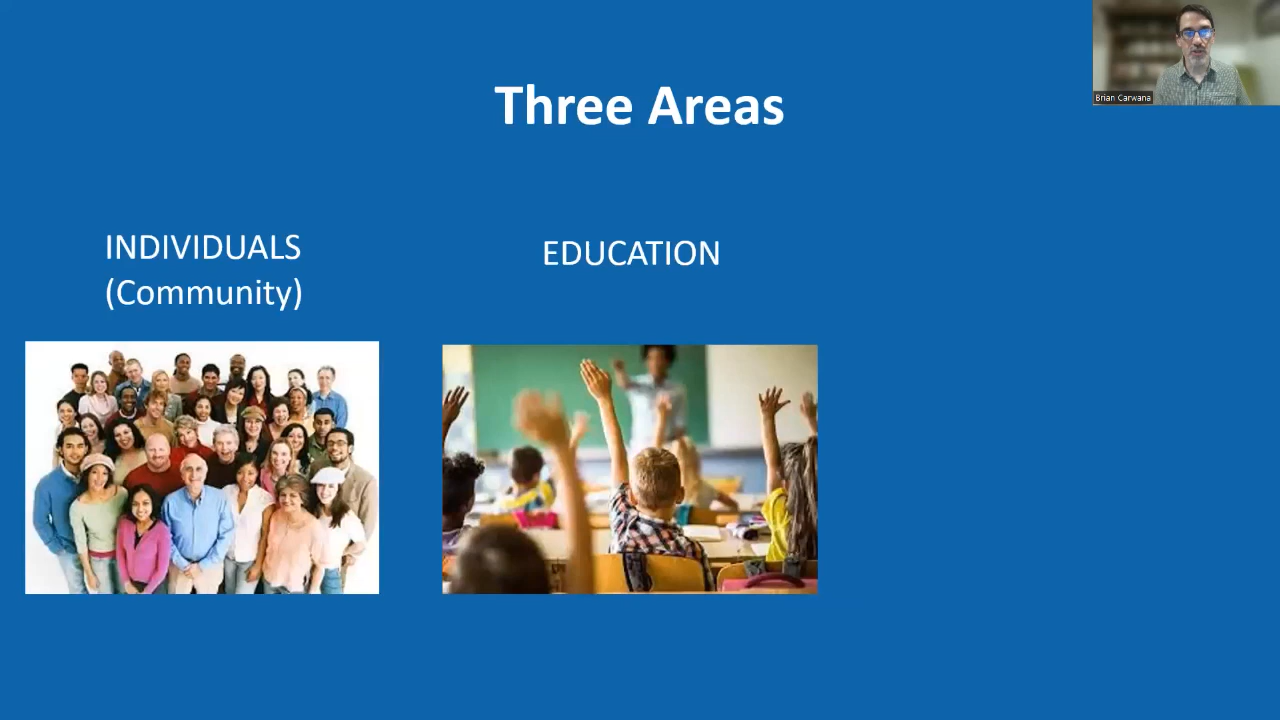 Brian Carwana
Three Areas
INDIVIDUALS
(Community)
EDUCATION